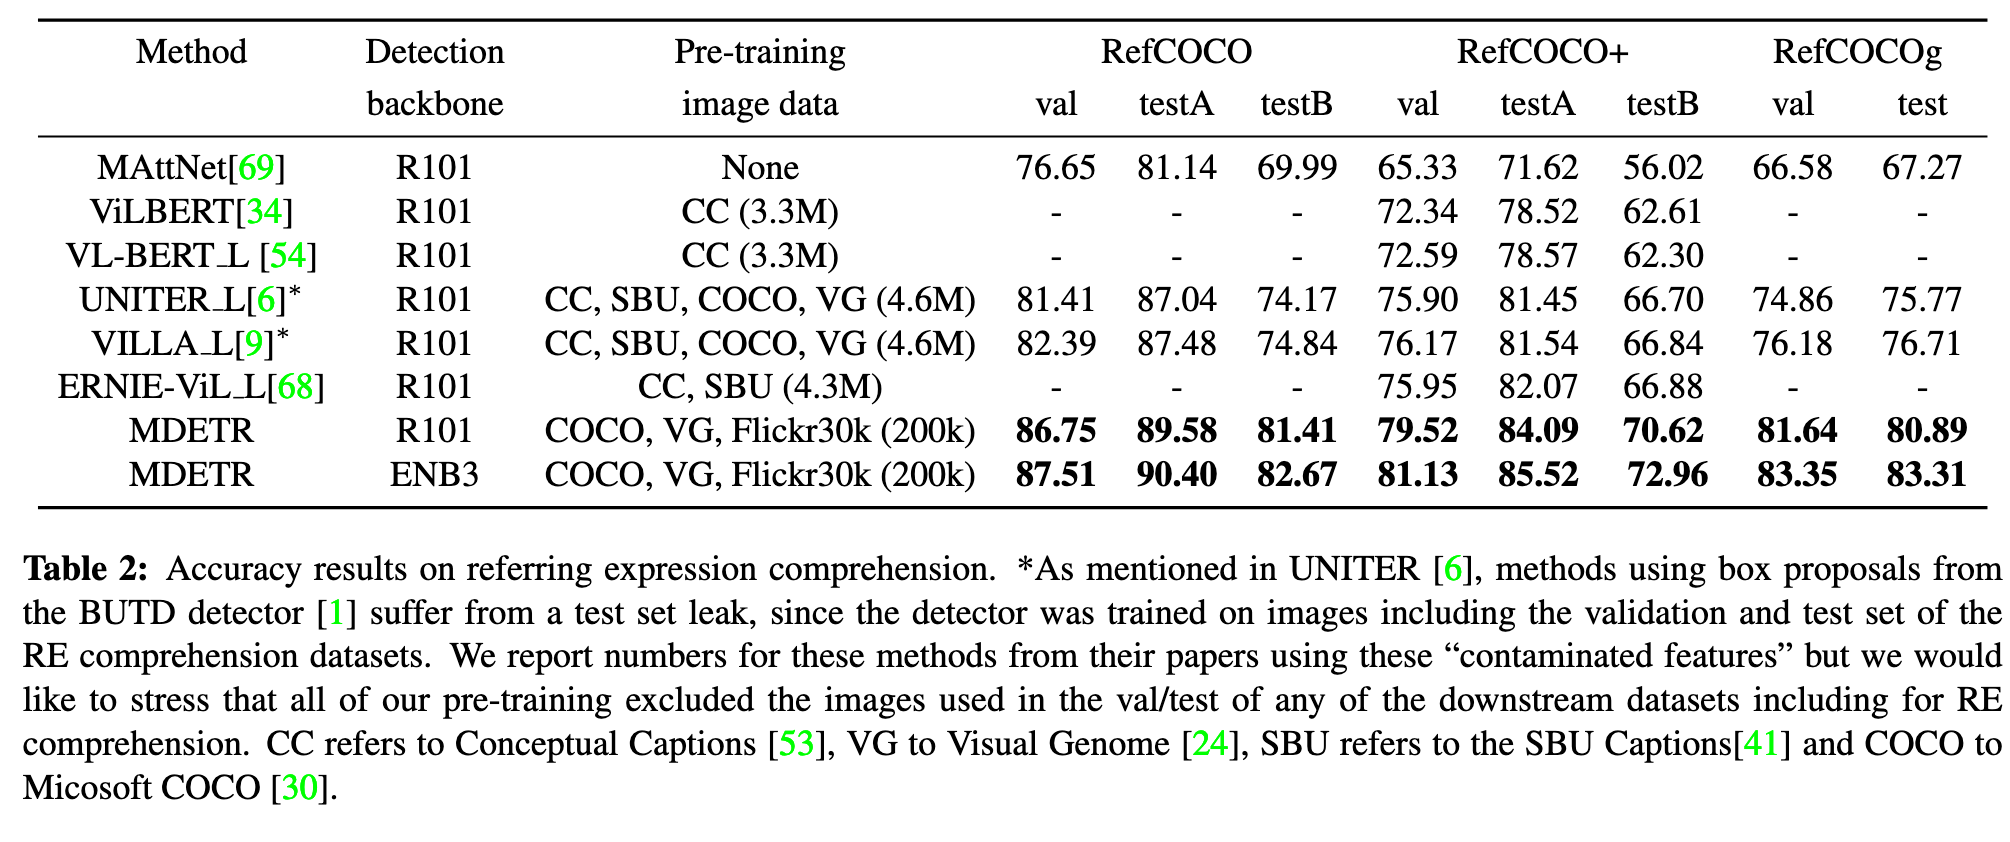 Method Detection Pre-training RefCOCO RefCOCO+ RefCOCOg
backbone image data val testA testB val testA testB val test
MAttNet[69] R101 None 76.65 81.14 69.99 65.33 71.62 56.02 66.58 67.27
ViLBERT[34] R101 CC (3.3M) - - - 72.34 78.52 62.61 - -
VL-BERT_L [54] R101 CC (3.3M) - - - 72.59 78.57 62.30 - -
UNITER_L[6]* R101 CC, SBU, COCO, VG (4.6M) 81.41 87.04 74.17 75.90 81.45 66.70 74.86 75.77
VILLA_L[9]* R101 CC, SBU, COCO, VG (4.6M) 82.39 87.48 74.84 76.17 81.54 66.84 76.18 76.71
ERNIE-ViL_L[68] R101 CC, SBU (4.3M) - - - 75.95 82.07 66.88 - -
MDETR R101 COCO, VG, Flickr30k (200k) 86.75 89.58 81.41 79.52 84.09 70.62 81.64 80.89
MDETR ENB3 COCO, VG, Flickr30k (200k) 87.51 90.40 82.67 81.13 85.52 72.96 83.35 83.31
Table 2: Accuracy results on referring expression comprehension. *As mentioned in UNITER [6], methods using box proposals from
the BUTD detector [1] suffer from a test set leak, since the detector was trained on images including the validation and test set of the
RE comprehension datasets. We report numbers for these methods from their papers using these “contaminated features” but we would
like to stress that all of our pre-training excluded the images used in the val/test of any of the downstream datasets including for RE
comprehension. CC refers to Conceptual Captions [53], VG to Visual Genome [24], SBU refers to the SBU Captions[41] and COCO to
Micosoft COCO [30].